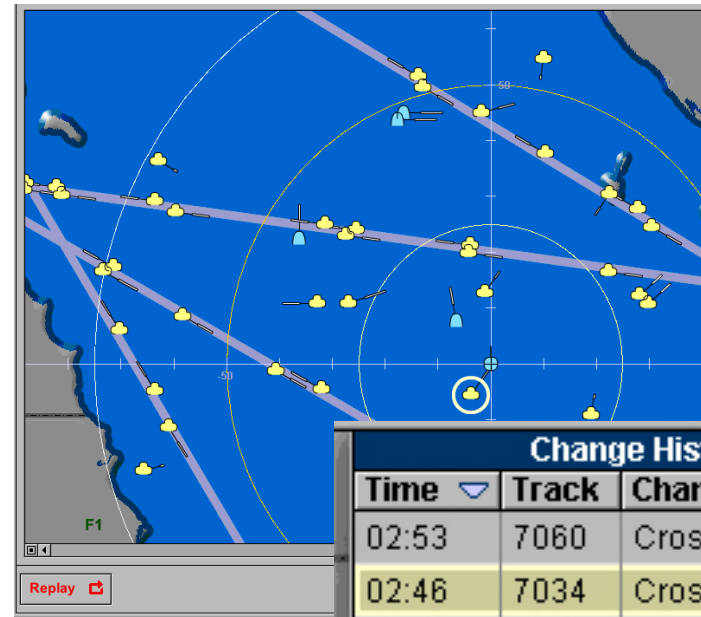 50
-50
F1
Replay
Change His
Time Track Char
02:53 7060 Cros
02:46 7034 Cros